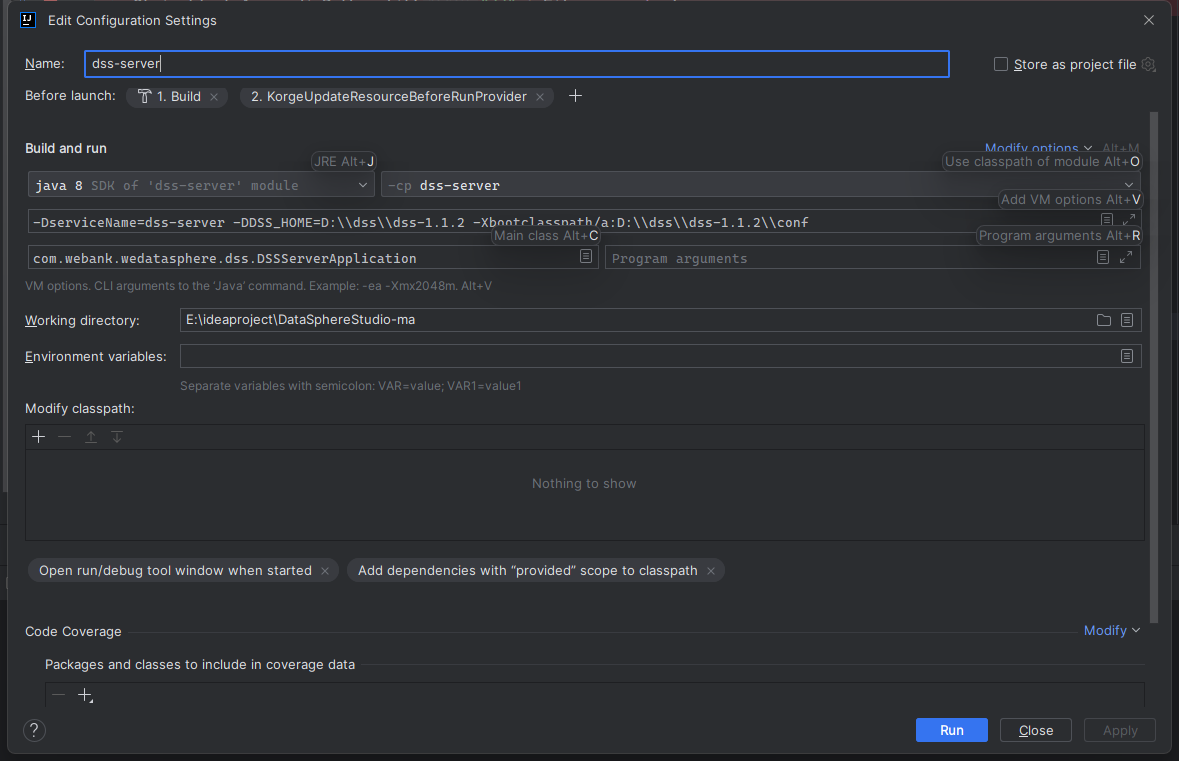 IJ Edit Configuration Settings
Name: dss-server Store as project file
Before launch: 1. Build 2. KorgeUpdateResourceBeforeRunProvider
Build and run Modify options Alt+M
JRE Alt+J Use classpath of module Alt+O
java 8 SDK of 'dss-server' module -cp dss-server
Add VM options Alt+V
-DserviceName=dss-server -DDSS_HOME=D:\\dss\\dss-1.1.2 -Xbootclasspath/a:D:\\dss\\dss-1.1.2\\conf
Main class Alt+C Program arguments Alt+R
com.webank.wedatasphere.dss.DSSServerApplication Program arguments
VM options. CLI arguments to the 'Java' command. Example: -ea -Xmx2048m. Alt+V
Working directory: E:\ideaproject\DataSphereStudio-ma
Environment variables:
Separate variables with semicolon: VAR=value; VAR1=value1
Modify classpath:
Nothing to show
Open run/debug tool window when started Add dependencies with “provided” scope to classpath
Code Coverage Modify
Packages and classes to include in coverage data
? Run Close Apply